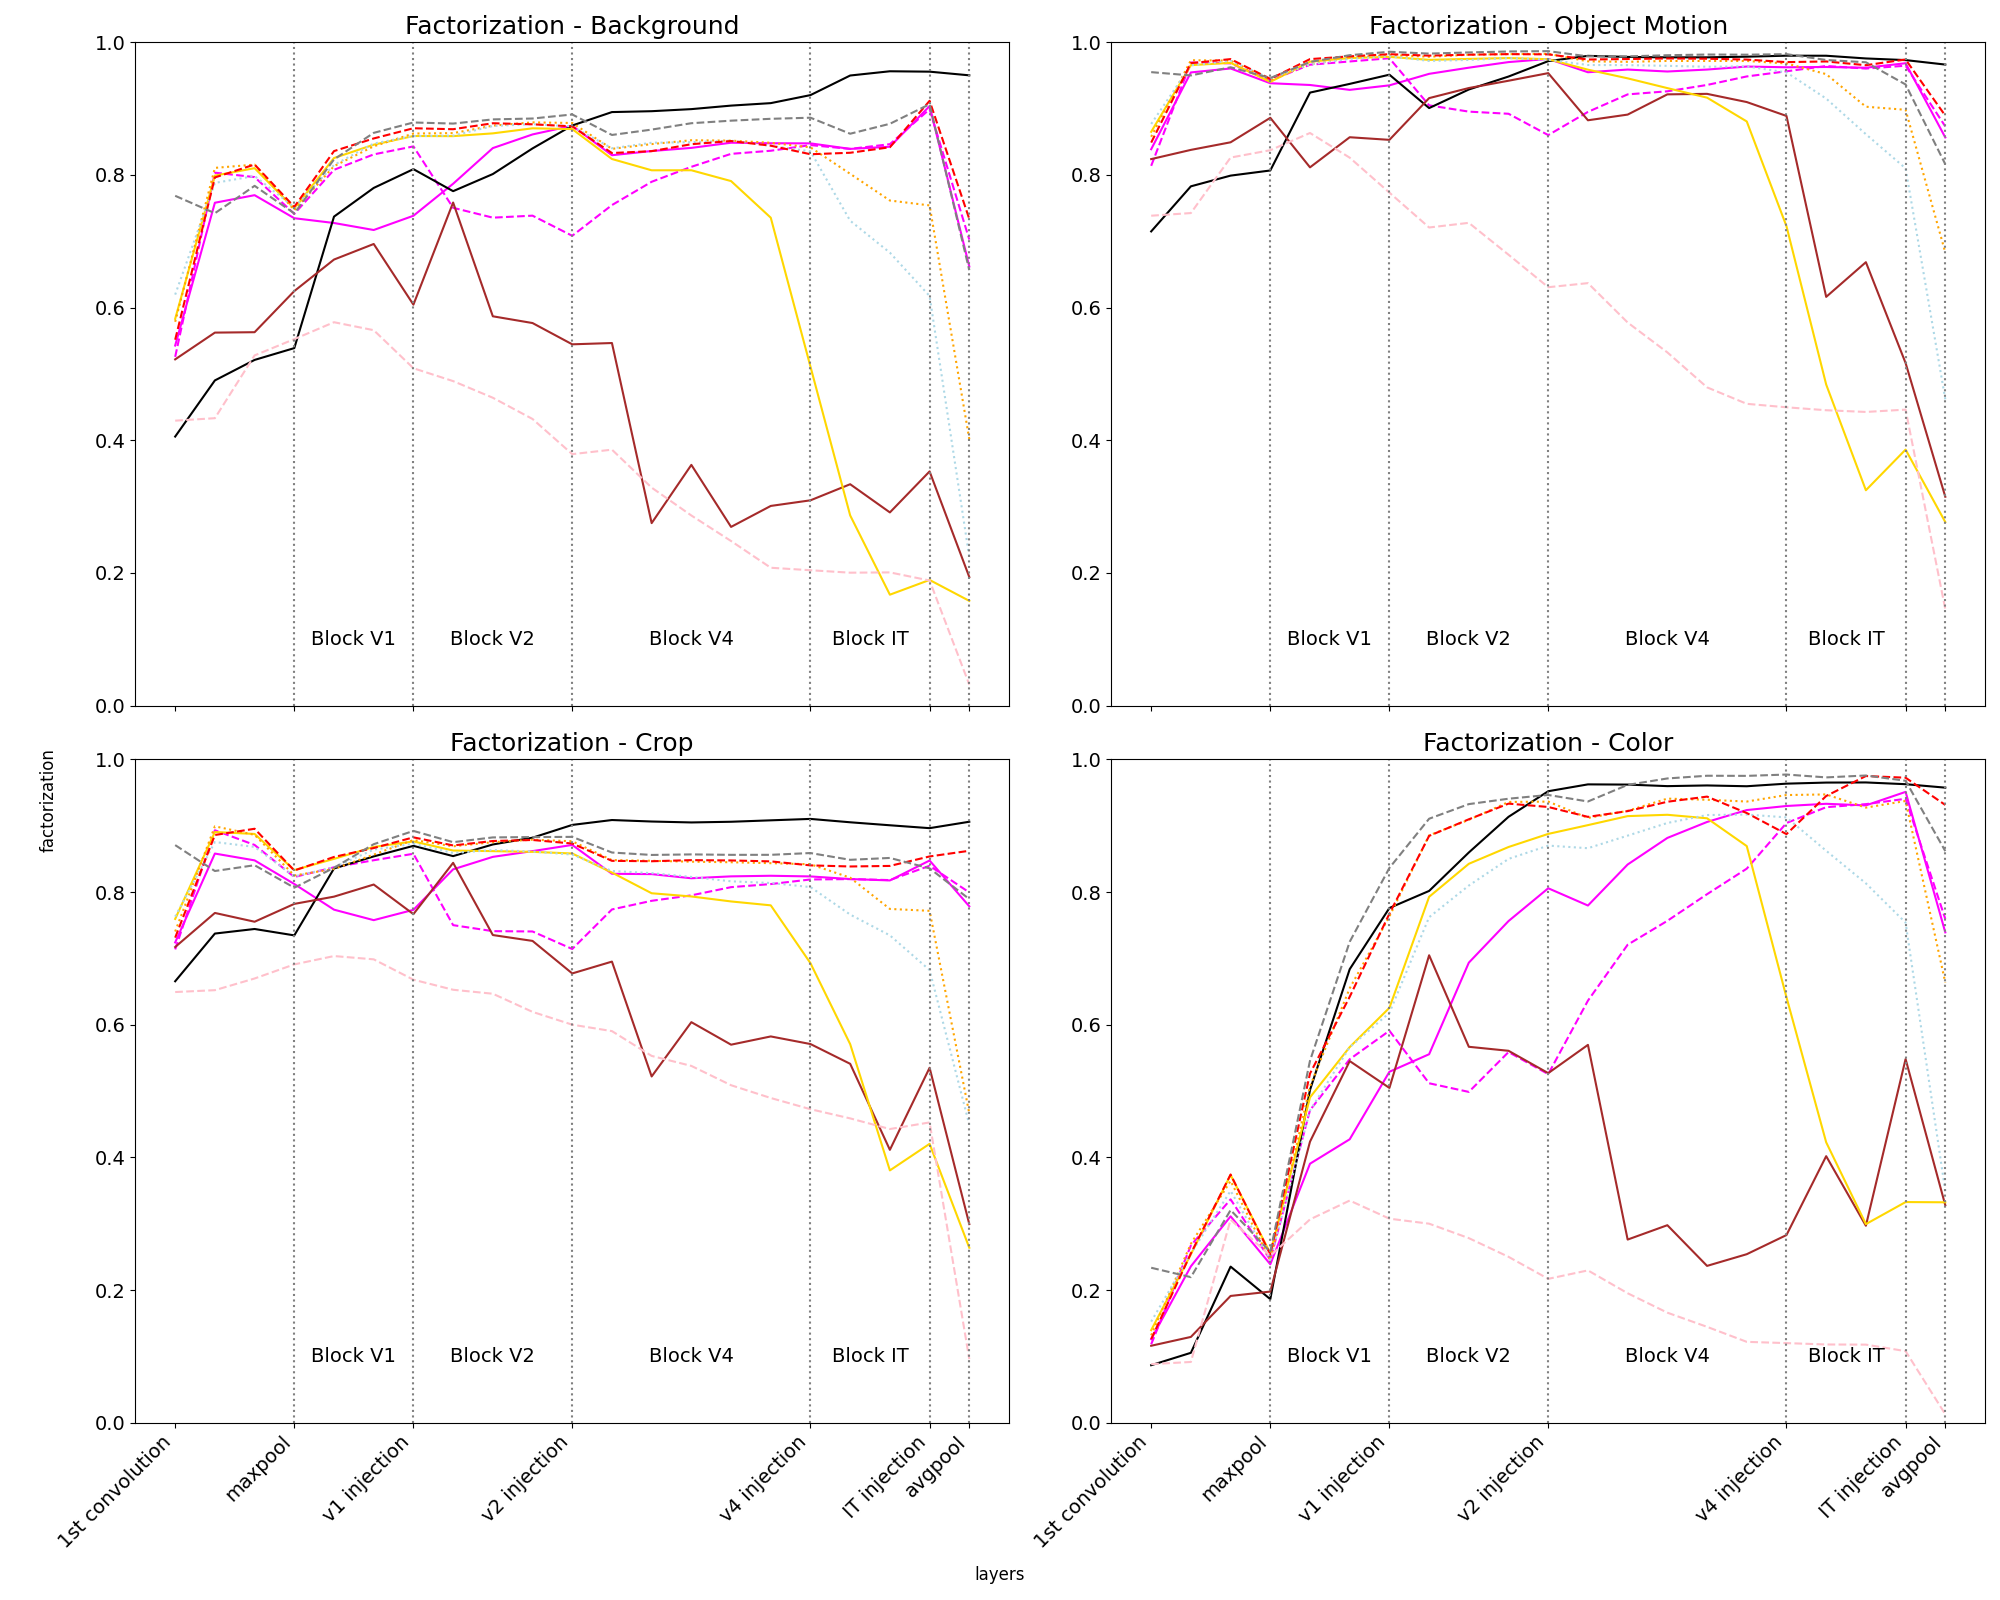 Factorization - Background
1.0
0.8
0.6
0.4
0.2
0.0
Block V1
Block V2
Block V4
Block IT
Factorization - Object Motion
1.0
0.8
0.6
0.4
0.2
0.0
Block V1
Block V2
Block V4
Block IT
factorization
Factorization - Crop
1.0
0.8
0.6
0.4
0.2
0.0
Block V1
Block V2
Block V4
Block IT
1st convolution
maxpool
v1 injection
v2 injection
v4 injection
IT injection
avgpool
Factorization - Color
1.0
0.8
0.6
0.4
0.2
0.0
Block V1
Block V2
Block V4
Block IT
1st convolution
maxpool
v1 injection
v2 injection
v4 injection
IT injection
avgpool
layers